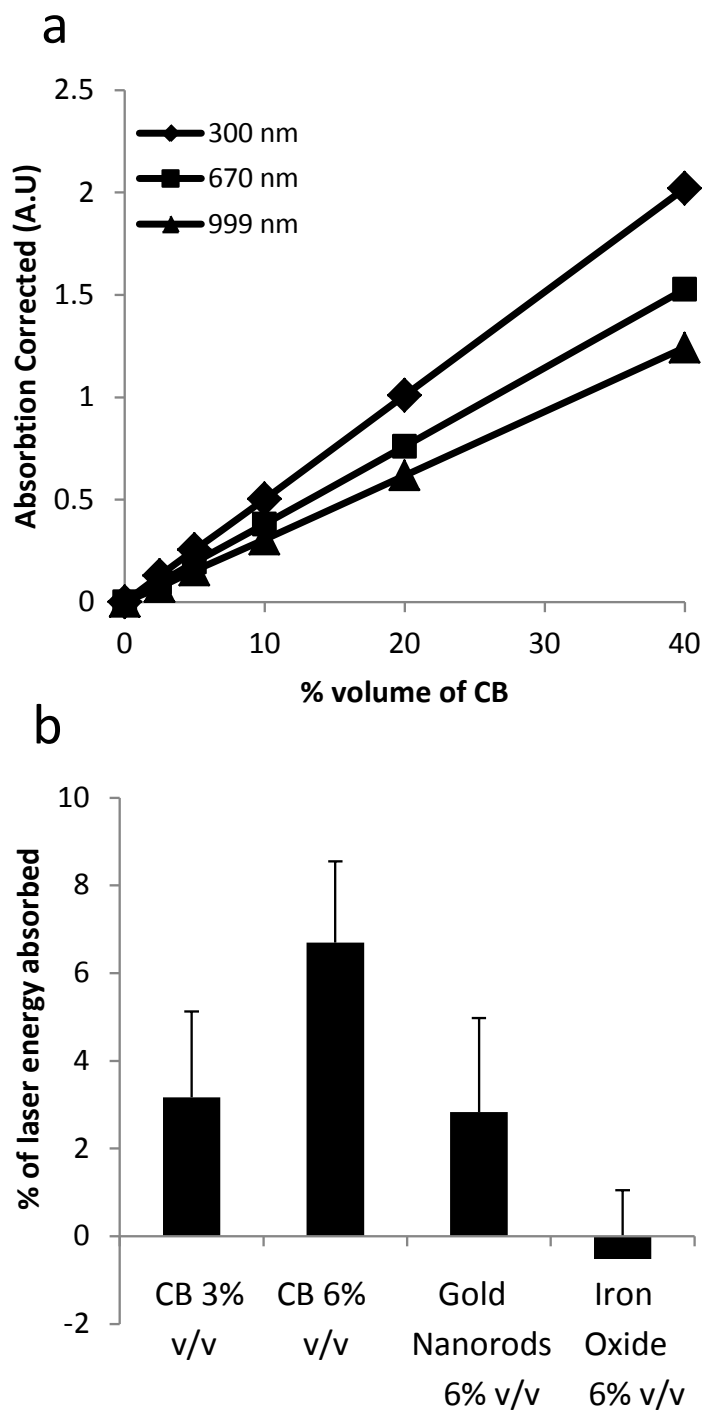 a
2.5
2
1.5
1
0.5
0
300 nm
670 nm
999 nm
Absorbtion Corrected (A.U)
0 10 20 30 40
% volume of CB
b
10
8
6
4
2
0
-2
% of laser energy absorbed
CB 3%
v/v
CB 6%
v/v
Gold
Nanorods
6% v/v
Iron
Oxide
6% v/v